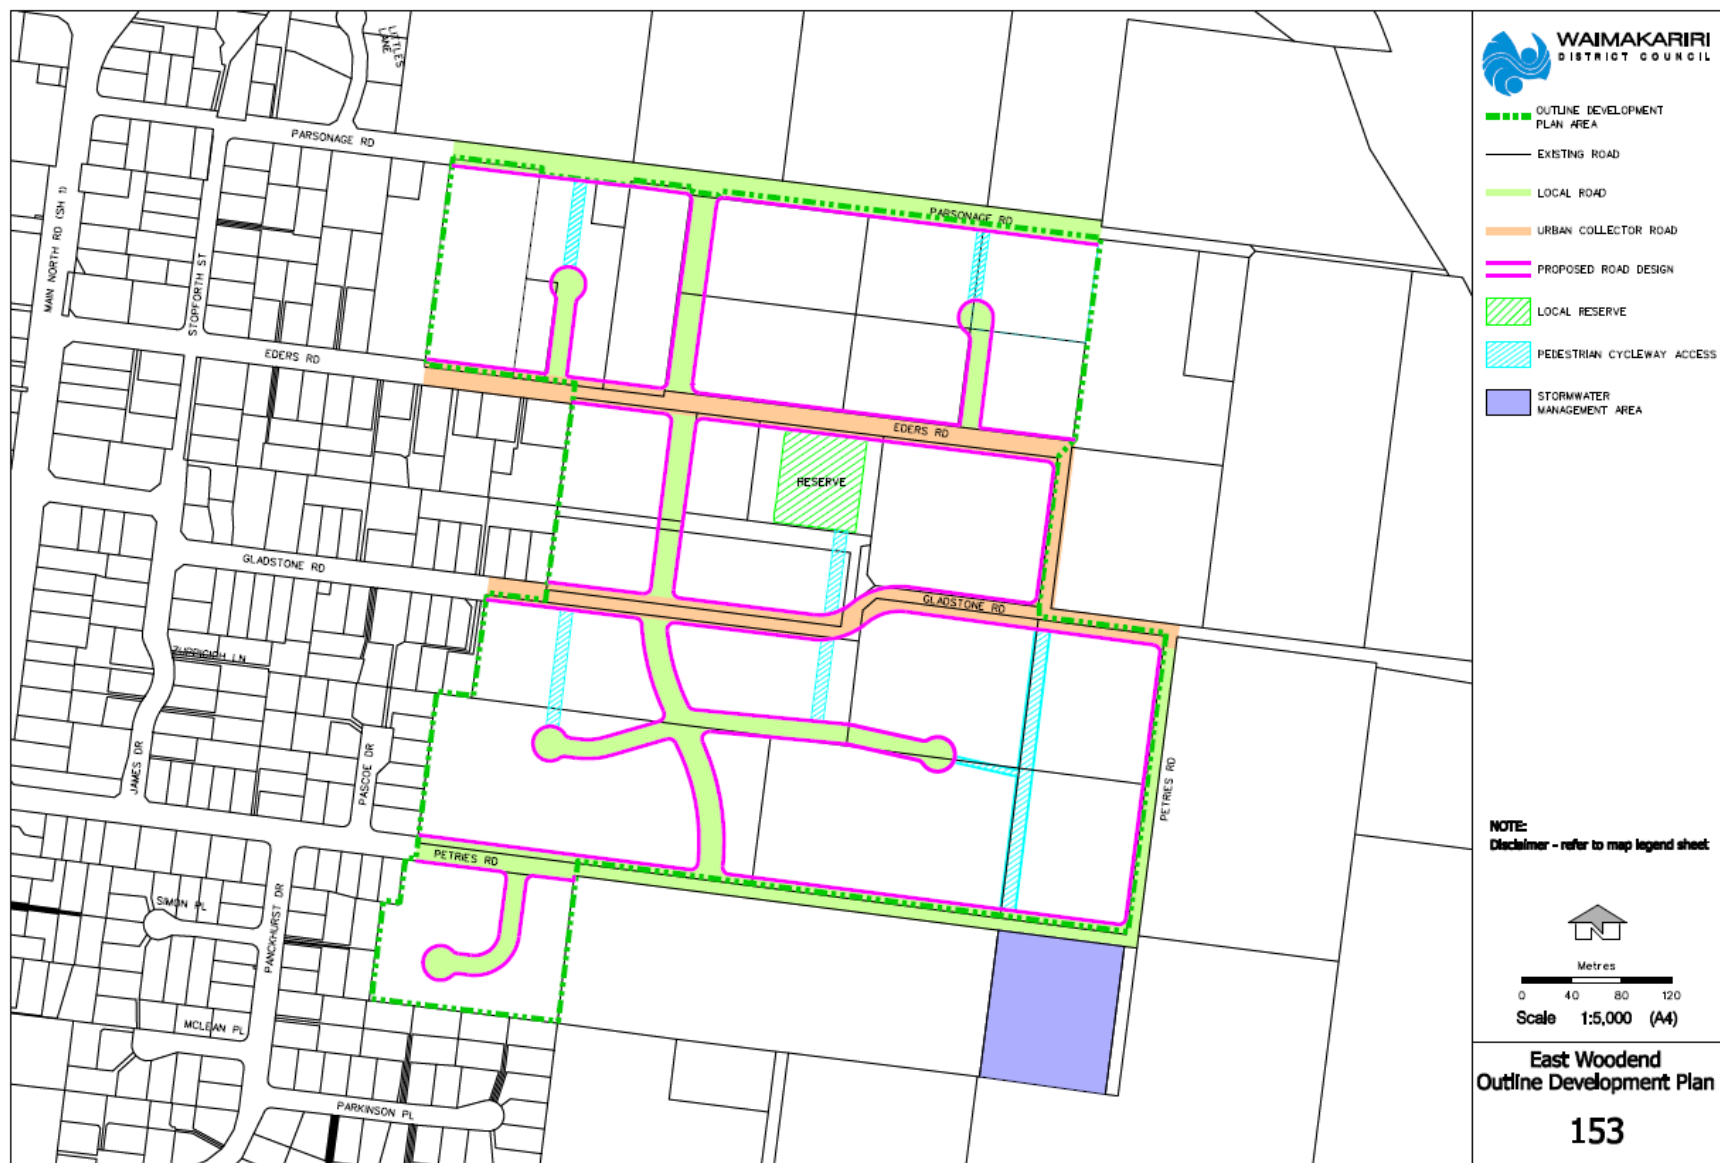 LITTLES
LANE
PARSONAGE RD
MAIN NORTH RD (SH 1)
STOPFORTH ST
PARSONAGE RD
EDERS RD
EDERS RD
RESERVE
GLADSTONE RD
GLADSTONE RD
JAMES DR
PASCOE DR
PETRIES RD
PETRIES RD
SIMON PL
PANCKHURST DR
MCLEAN PL
PARKINSON PL
WAIMAKARIRI
DISTRICT COUNCIL
OUTLINE DEVELOPMENT
PLAN AREA
EXISTING ROAD
LOCAL ROAD
URBAN COLLECTOR ROAD
PROPOSED ROAD DESIGN
LOCAL RESERVE
PEDESTRIAN CYCLEWAY ACCESS
STORMWATER
MANAGEMENT AREA
NOTE:
Disclaimer - refer to map legend sheet
N
Metres
0 40 80 120
Scale 1:5,000 (A4)
East Woodend
Outline Development Plan
153